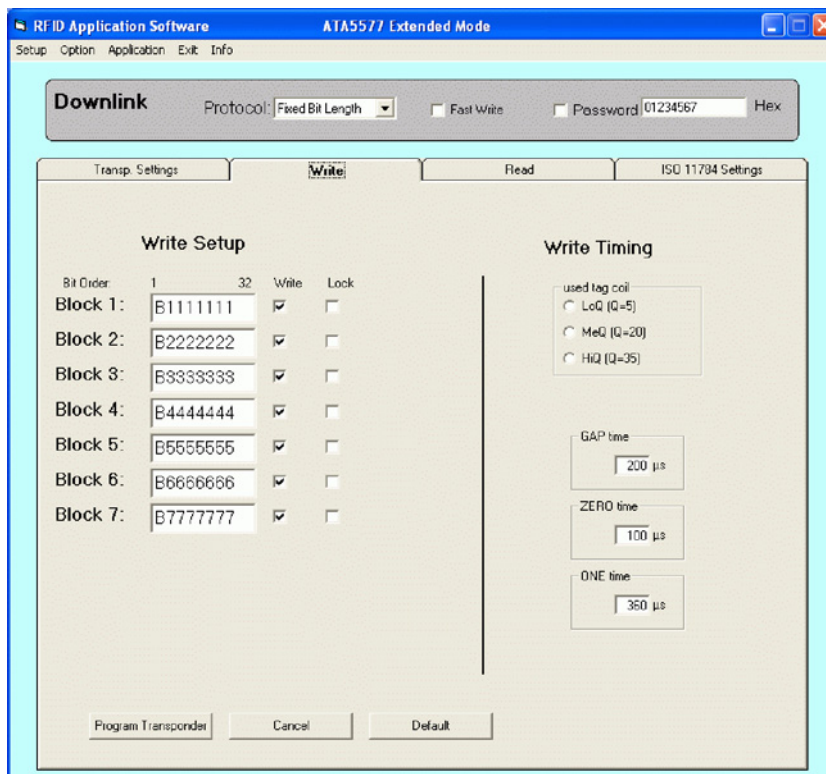 RFID Application Software ATA5577 Extended Mode
Setup Option Application Exit Info
Downlink Protocol: Fixed Bit Length Fast Write Password 01234567 Hex
Transp. Settings Write Read ISO 11784 Settings
Write Setup
Write Timing
Bit Order: 1 32 Write Lock
used tag coil
Block 1: B1111111
LoQ (Q=5)
Block 2: B2222222
MeQ (Q=20)
Block 3: B3333333
HiQ (Q=35)
Block 4: B4444444
Block 5: B5555555
GAP time
200 µs
Block 6: B6666666
ZERO time
Block 7: B7777777
100 µs
ONE time
360 µs
Program Transponder Cancel Default